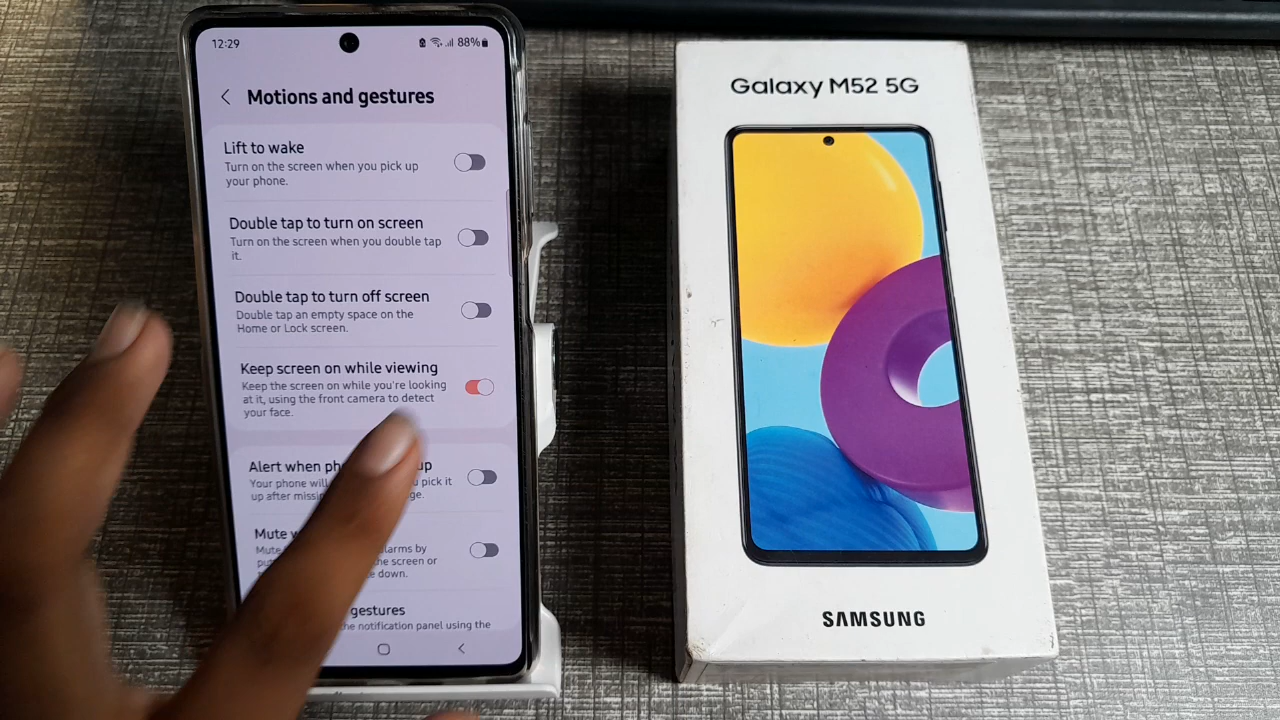 12:29
88%
Motions and gestures
Lift to wake
Turn on the screen when you pick up
your phone.
Double tap to turn on screen
Turn on the screen when you double tap
it.
Double tap to turn off screen
Double tap an empty space on the
Home or Lock screen.
Keep screen on while viewing
Keep the screen on while you're looking
at it, using the front camera to detect
your face.
Alert when up
Your phone will pick it
up after
Mute
Mute by
the screen or
down.
gestures
the notification panel using the
Galaxy M52 5G
SAMSUNG